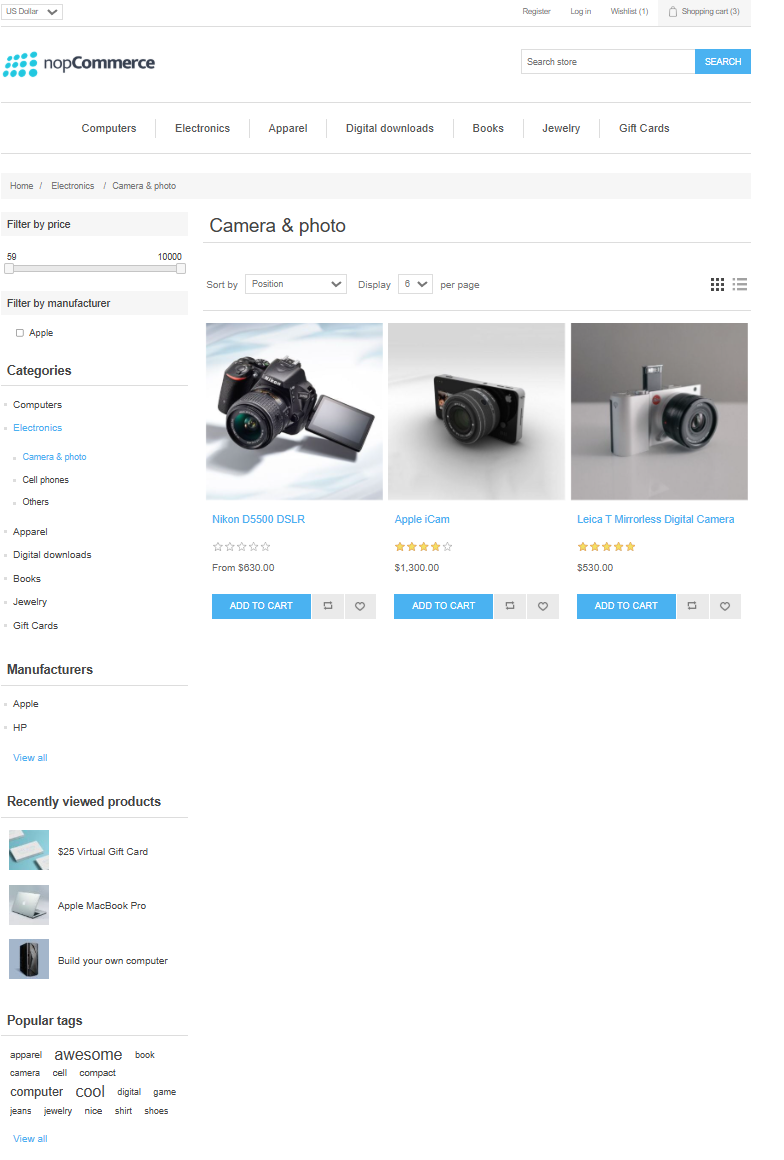 US Dollar
Register Log in Wishlist (1) Shopping cart (3)
nopCommerce
Search store SEARCH
Computers Electronics Apparel Digital downloads Books Jewelry Gift Cards
Home / Electronics / Camera & photo
Filter by price
59 10000
Filter by manufacturer
Apple
Categories
Computers
Electronics
Camera & photo
Cell phones
Others
Apparel
Digital downloads
Books
Jewelry
Gift Cards
Manufacturers
Apple
HP
View all
Recently viewed products
$25 Virtual Gift Card
Apple MacBook Pro
Build your own computer
Popular tags
apparel awesome book
camera cell compact
computer cool digital game
jeans jewelry nice shirt shoes
View all
Camera & photo
Sort by Position Display 6 per page
Nikon D5500 DSLR
From $630.00
ADD TO CART
Apple iCam
$1,300.00
ADD TO CART
Leica T Mirrorless Digital Camera
$530.00
ADD TO CART